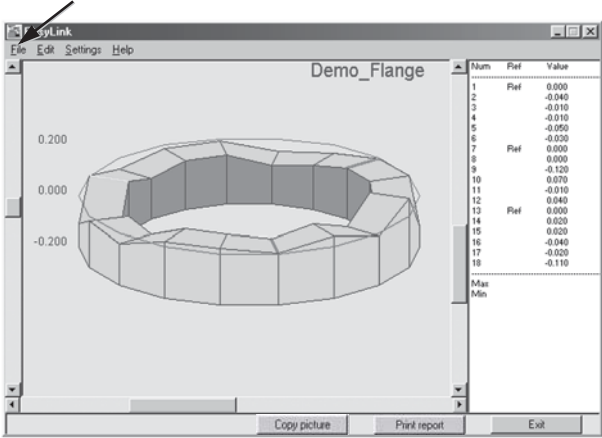 EasyLink
File Edit Settings Help
Demo_Flange
0.200
0.000
-0.200
Num Ref Value
1 Ref 0.000
2 -0.040
3 -0.010
4 -0.010
5 -0.050
6 -0.030
7 Ref 0.000
8 0.000
9 -0.120
10 0.070
11 -0.010
12 0.040
13 Ref 0.000
14 0.020
15 0.020
16 -0.040
17 -0.020
18 -0.110
Max
Min
Copy picture Print report Exit